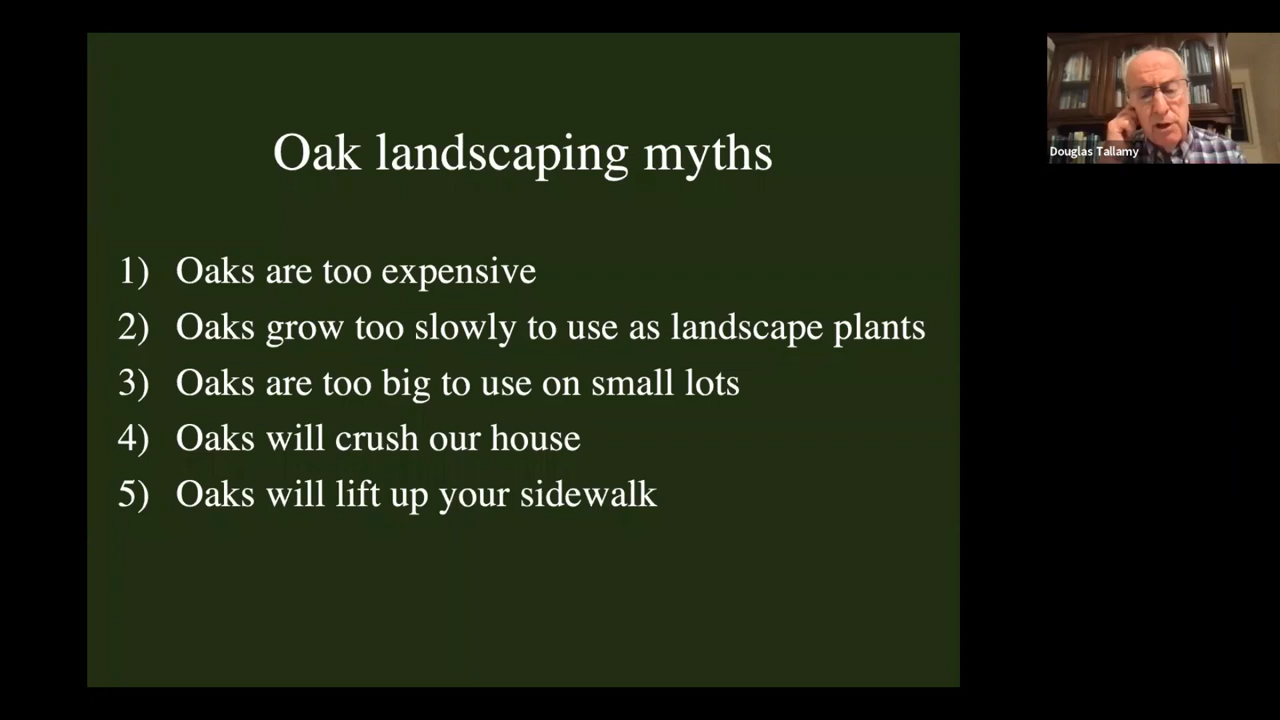 Oak landscaping myths
1) Oaks are too expensive
2) Oaks grow too slowly to use as landscape plants
3) Oaks are too big to use on small lots
4) Oaks will crush our house
5) Oaks will lift up your sidewalk
Douglas Tallamy